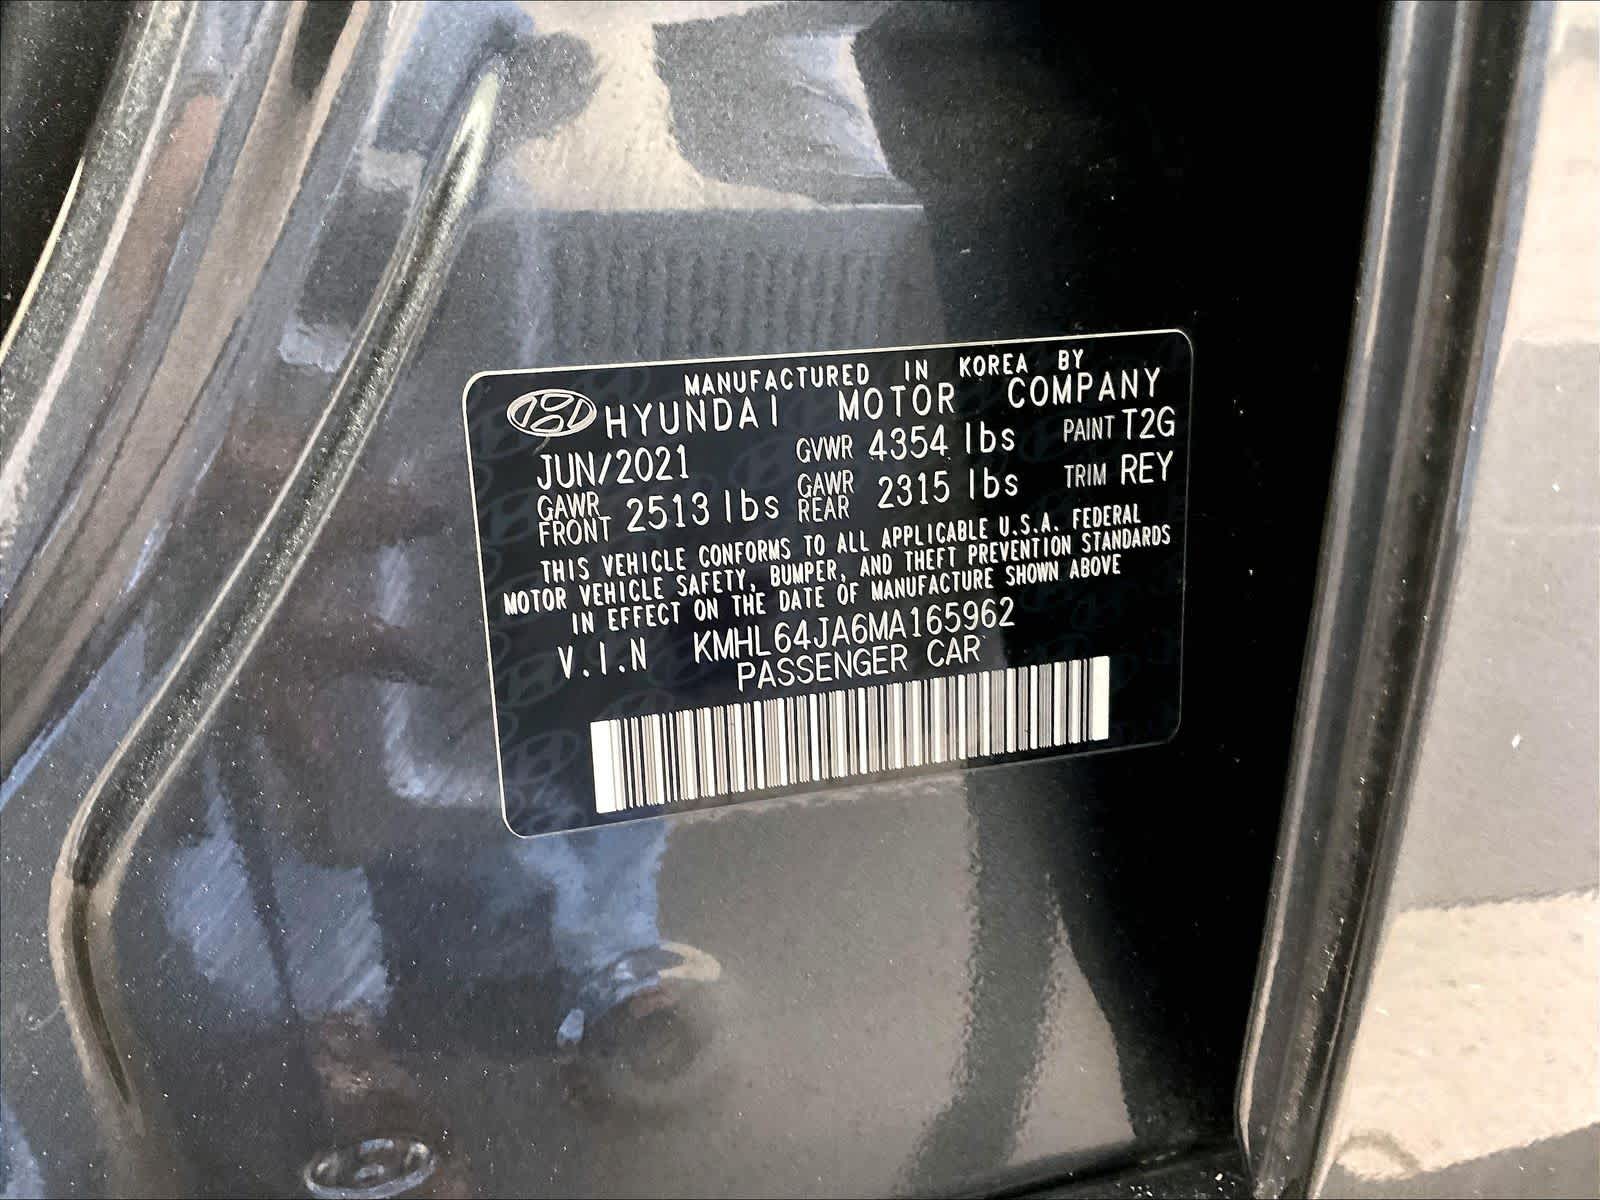 MANUFACTURED IN KOREA BY
HYUNDAI MOTOR COMPANY
JUN/2021 GVWR 4354 lbs PAINT T2G
GAWR FRONT 2513 lbs GAWR REAR 2315 lbs TRIM REY
THIS VEHICLE CONFORMS TO ALL APPLICABLE U.S.A. FEDERAL
MOTOR VEHICLE SAFETY, BUMPER, AND THEFT PREVENTION STANDARDS
IN EFFECT ON THE DATE OF MANUFACTURE SHOWN ABOVE
V.I.N KMHL64JA6MA165962
PASSENGER CAR